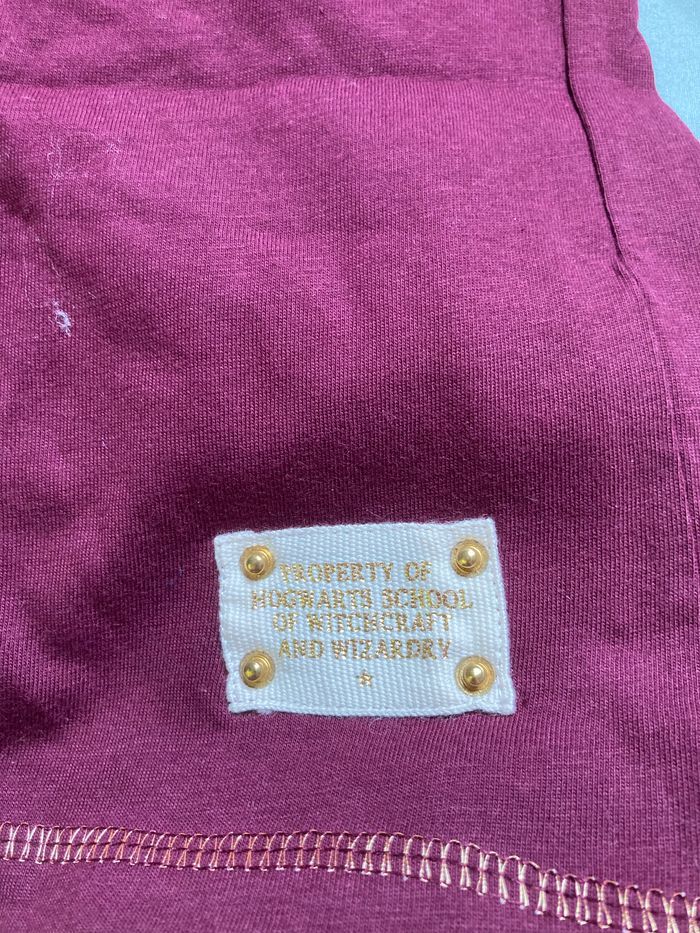 PROPERTY OF
HOGWARTS SCHOOL
OF WITCHCRAFT
AND WIZARDRY